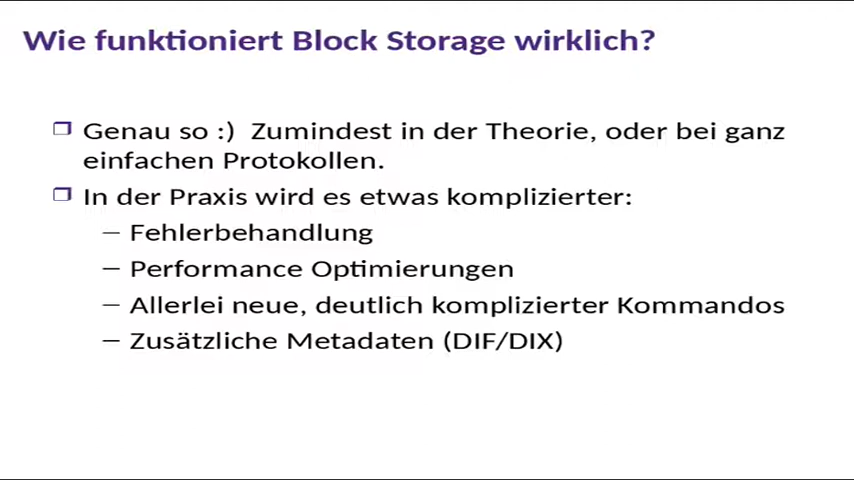 Wie funktioniert Block Storage wirklich?
Genau so :) Zumindest in der Theorie, oder bei ganz
einfachen Protokollen.
In der Praxis wird es etwas komplizierter:
– Fehlerbehandlung
– Performance Optimierungen
– Allerlei neue, deutlich komplizierter Kommandos
– Zusätzliche Metadaten (DIF/DIX)